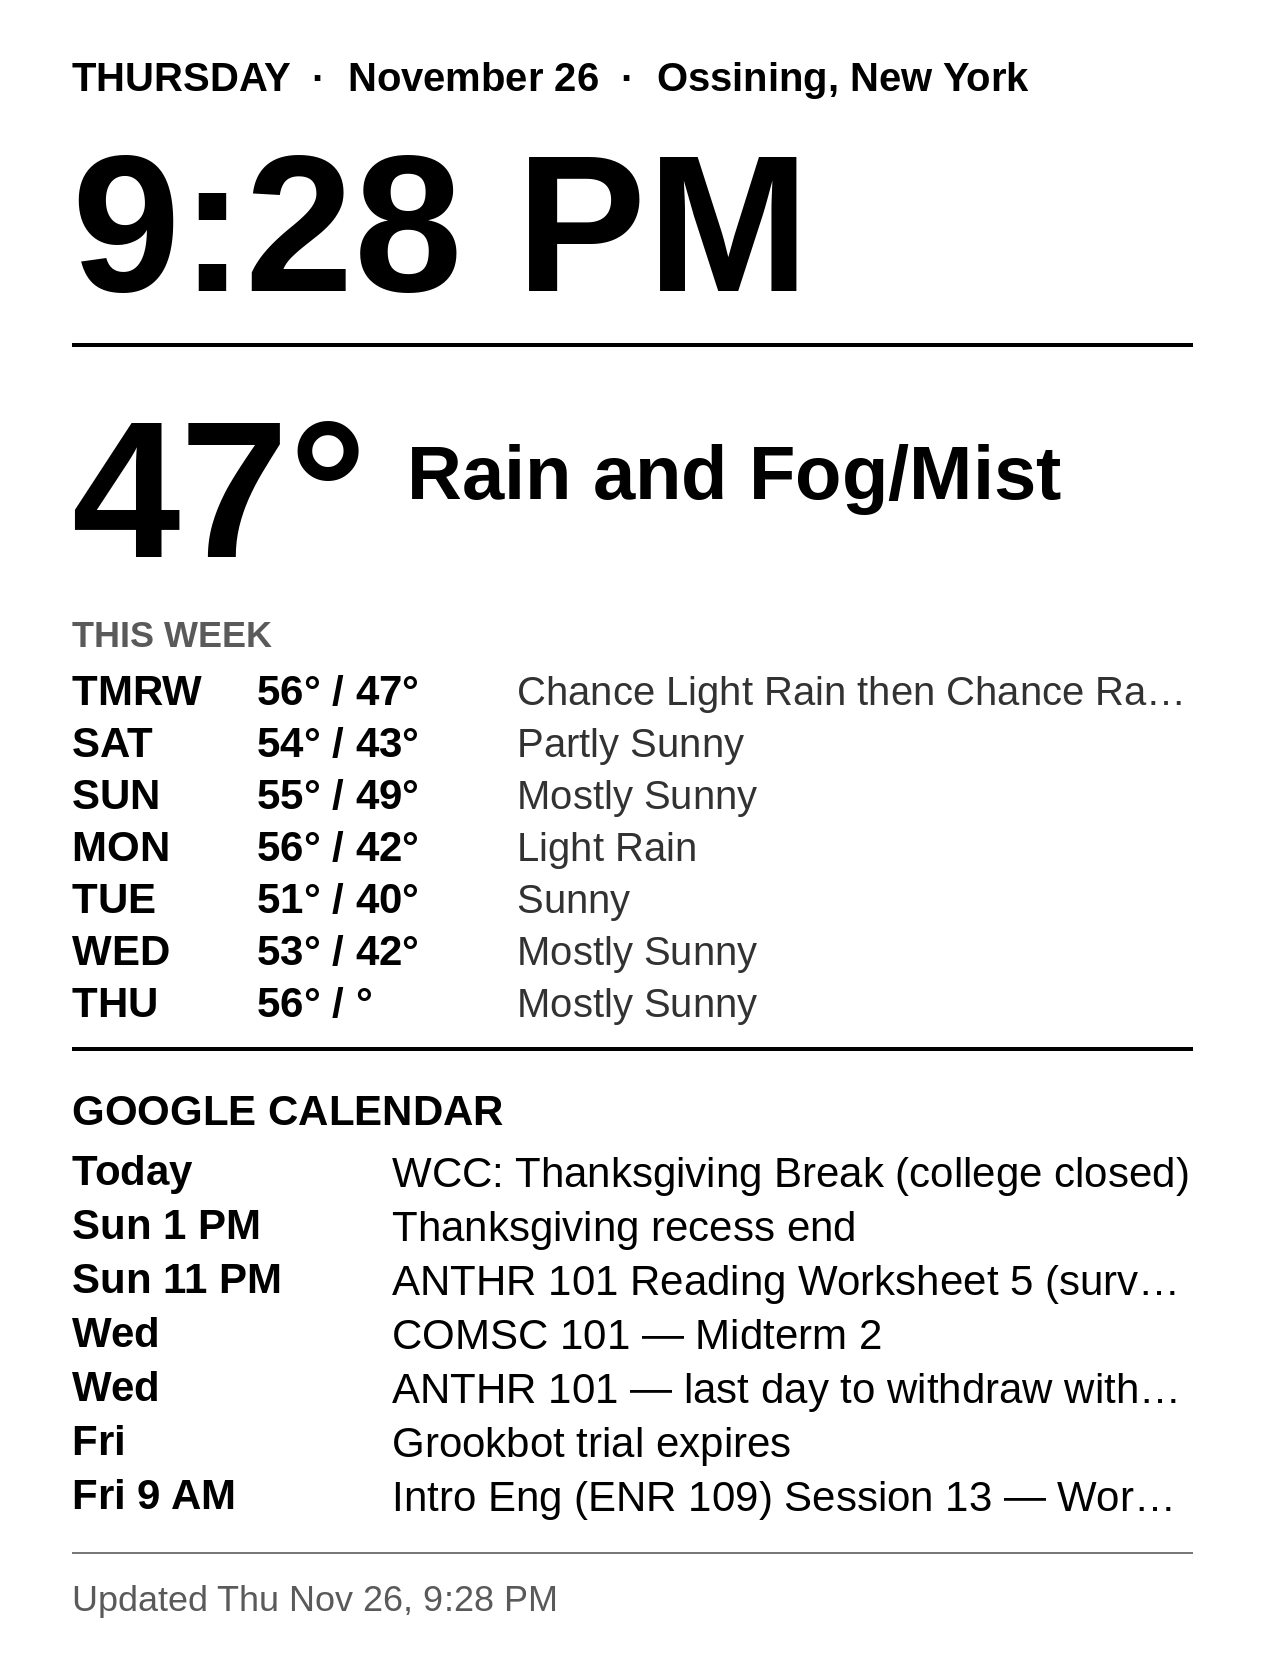 THURSDAY · November 26 · Ossining, New York
9:28 PM
47° Rain and Fog/Mist
THIS WEEK
TMRW 56° / 47° Chance Light Rain then Chance Ra…
SAT 54° / 43° Partly Sunny
SUN 55° / 49° Mostly Sunny
MON 56° / 42° Light Rain
TUE 51° / 40° Sunny
WED 53° / 42° Mostly Sunny
THU 56° / ° Mostly Sunny
GOOGLE CALENDAR
Today WCC: Thanksgiving Break (college closed)
Sun 1 PM Thanksgiving recess end
Sun 11 PM ANTHR 101 Reading Worksheet 5 (surv…
Wed COMSC 101 — Midterm 2
Wed ANTHR 101 — last day to withdraw with…
Fri Grookbot trial expires
Fri 9 AM Intro Eng (ENR 109) Session 13 — Wor…
Updated Thu Nov 26, 9:28 PM